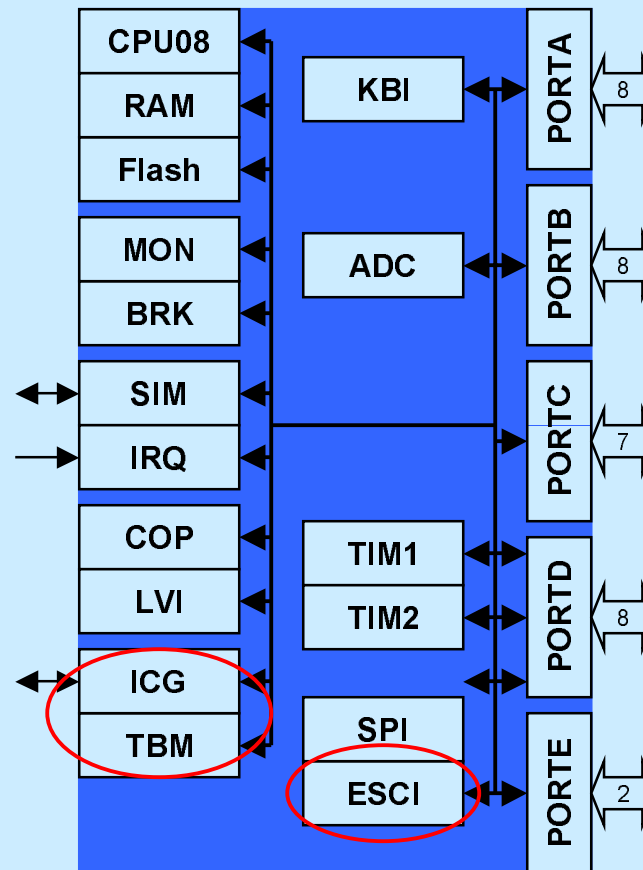 CPU08
RAM
Flash
MON
BRK
SIM
IRQ
COP
LVI
ICG
TBM
KBI
ADC
TIM1
TIM2
SPI
ESCI
PORTA
8
PORTB
8
PORTC
7
PORTD
8
PORTE
2